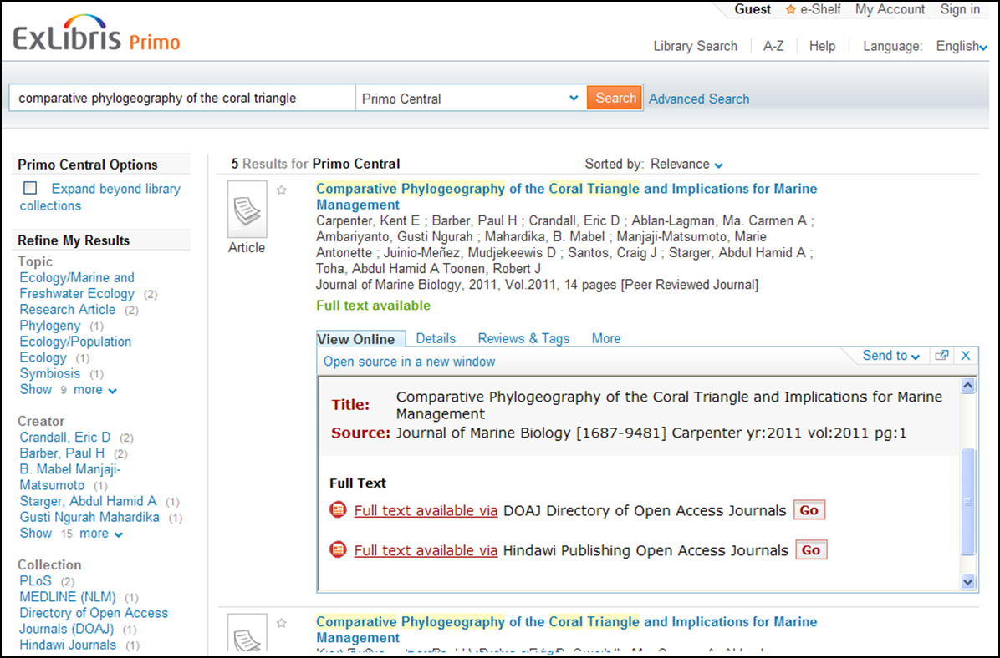 Guest e-Shelf My Account Sign in
ExLibris Primo
Library Search A-Z Help Language: English
comparative phylogeography of the coral triangle Primo Central Search Advanced Search
Primo Central Options
Expand beyond library
collections
Refine My Results
Topic
Ecology/Marine and
Freshwater Ecology (2)
Research Article (2)
Phylogeny (1)
Ecology/Population
Ecology (1)
Symbiosis (1)
Show 9 more
Creator
Crandall, Eric D (2)
Barber, Paul H (2)
B. Mabel Manjaji-
Matsumoto (1)
Starger, Abdul Hamid A (1)
Gusti Ngurah Mahardika (1)
Show 15 more
Collection
PLoS (2)
MEDLINE (NLM) (1)
Directory of Open Access
Journals (DOAJ) (1)
Hindawi Journals (1)
5 Results for Primo Central Sorted by: Relevance
Article
Comparative Phylogeography of the Coral Triangle and Implications for Marine
Management
Carpenter, Kent E ; Barber, Paul H ; Crandall, Eric D ; Ablan-Lagman, Ma. Carmen A ;
Ambariyanto, Gusti Ngurah ; Mahardika, B. Mabel ; Manjaji-Matsumoto, Marie
Antonette ; Juinio-Meñez, Mudjekeewis D ; Santos, Craig J ; Starger, Abdul Hamid A ;
Toha, Abdul Hamid A Toonen, Robert J
Journal of Marine Biology, 2011, Vol.2011, 14 pages [Peer Reviewed Journal]
Full text available
View Online Details Reviews & Tags More
Open source in a new window Send to X
Title: Comparative Phylogeography of the Coral Triangle and Implications for Marine
Management
Source: Journal of Marine Biology [1687-9481] Carpenter yr:2011 vol:2011 pg:1
Full Text
Full text available via DOAJ Directory of Open Access Journals Go
Full text available via Hindawi Publishing Open Access Journals Go
Comparative Phylogeography of the Coral Triangle and Implications for Marine
Management